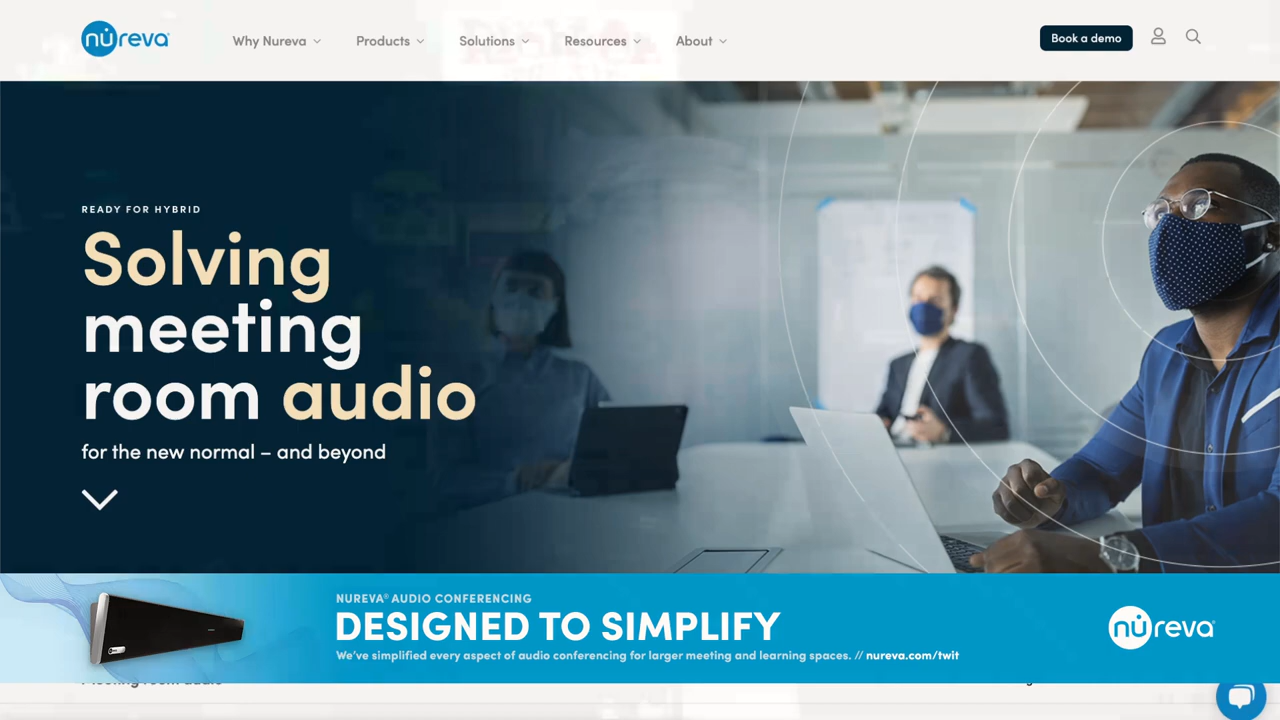 nureva
Why Nureva
Products
Solutions
Resources
About
Book a demo
READY FOR HYBRID
Solving
meeting
room audio
for the new normal – and beyond
NUREVA® AUDIO CONFERENCING
DESIGNED TO SIMPLIFY
We've simplified every aspect of audio conferencing for larger meeting and learning spaces. // nureva.com/twit
nureva